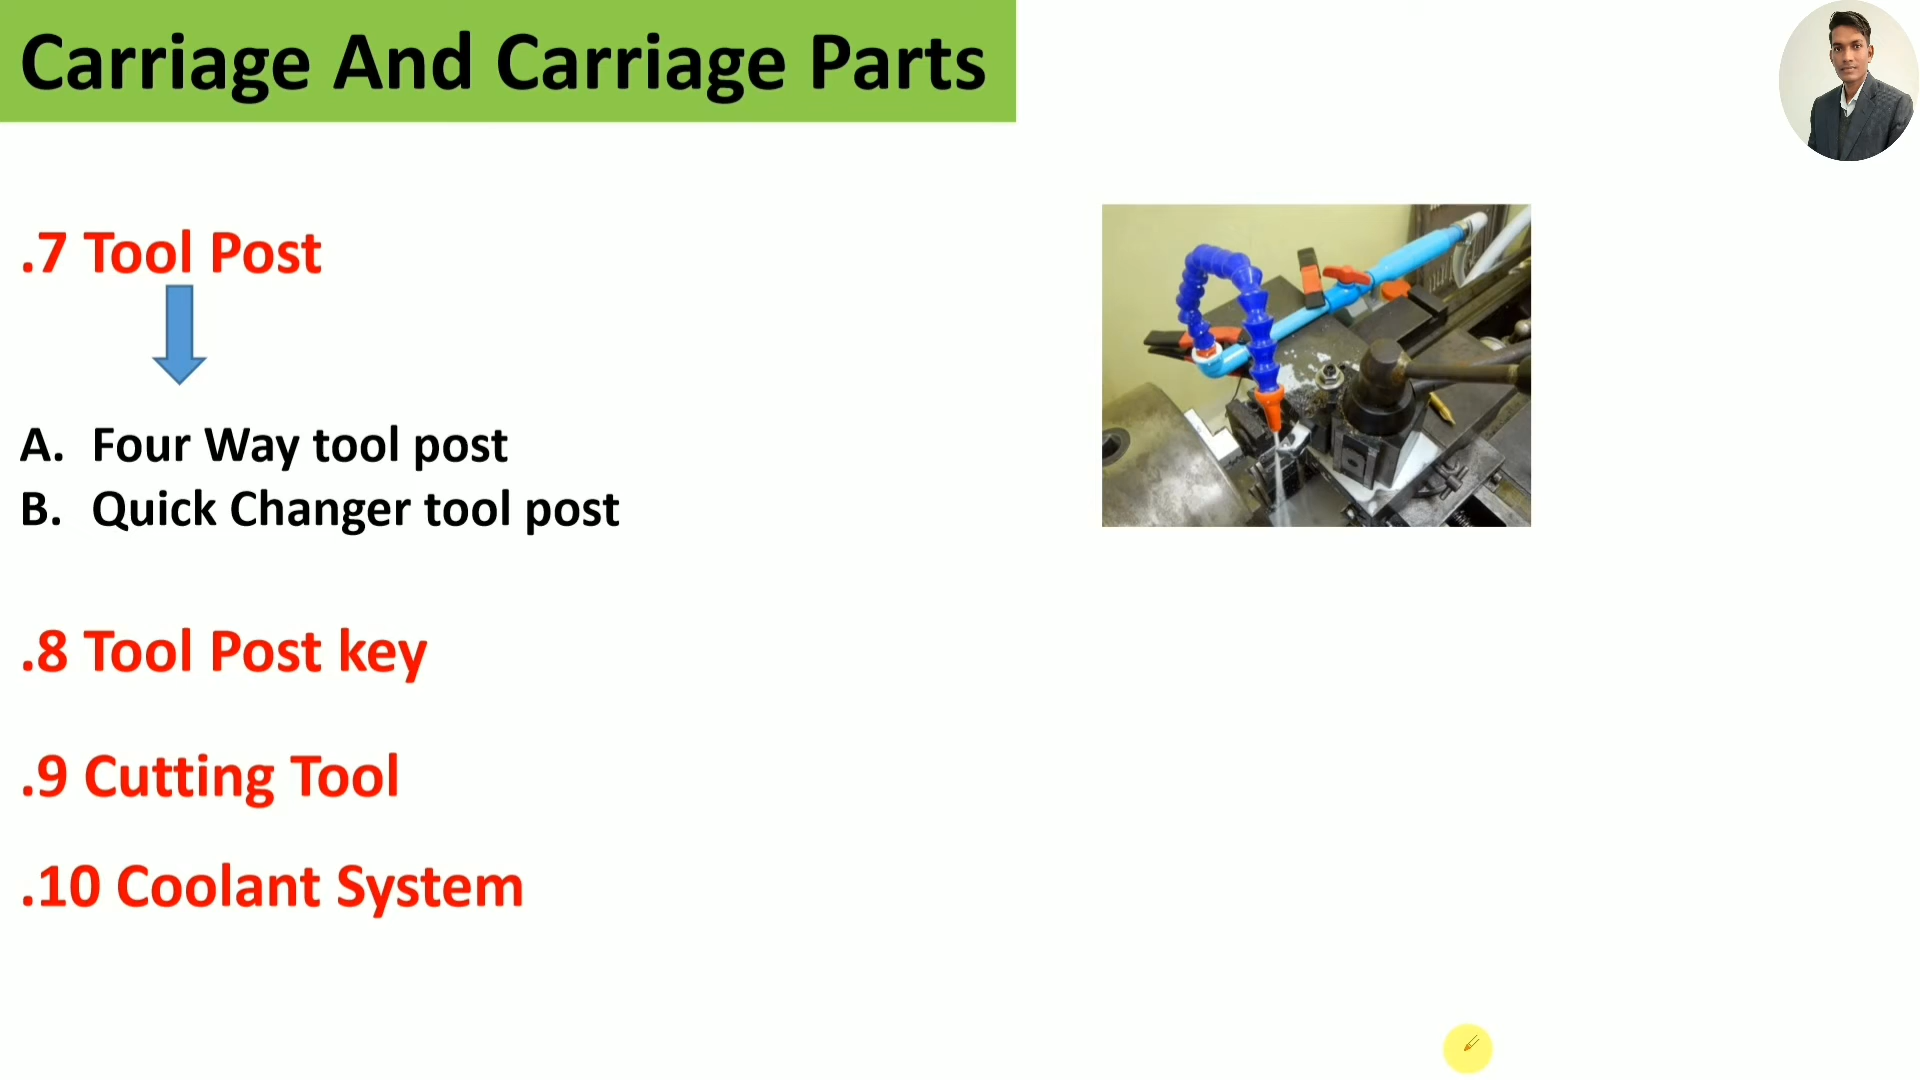 Carriage And Carriage Parts
.7 Tool Post
A. Four Way tool post
B. Quick Changer tool post
.8 Tool Post key
.9 Cutting Tool
.10 Coolant System